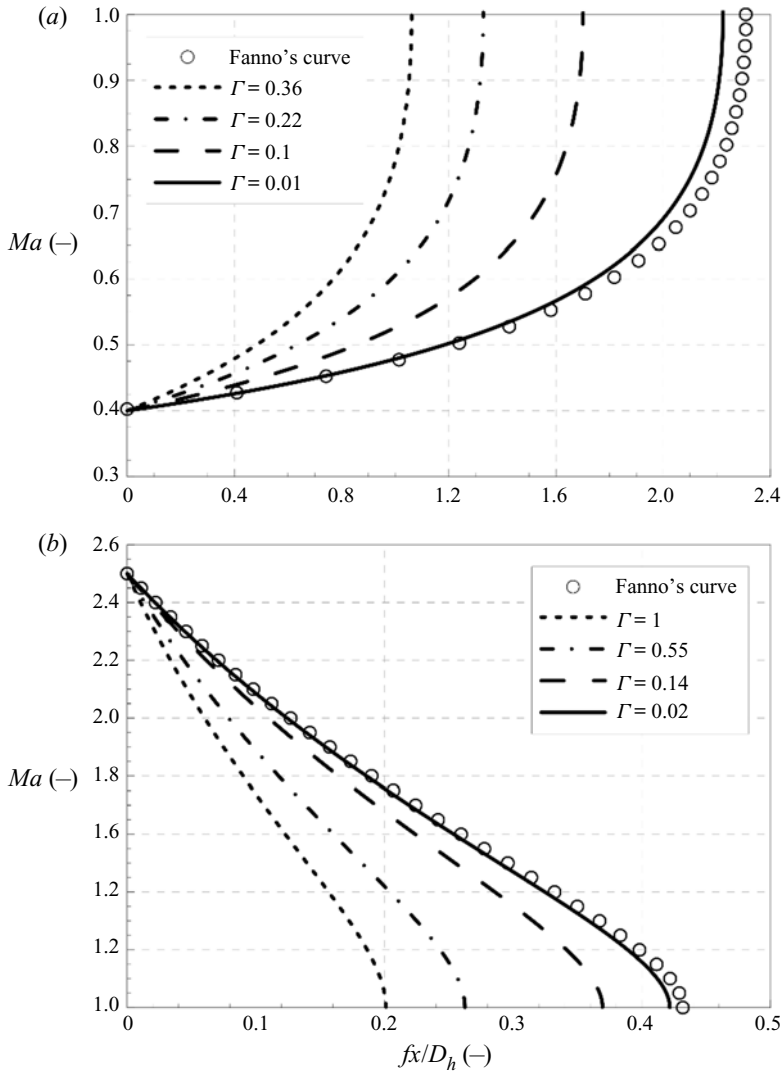 (a)
1.0
0.9
0.8
0.7
Ma (–)
0.6
0.5
0.4
0.3
Fanno's curve
Γ = 0.36
Γ = 0.22
Γ = 0.1
Γ = 0.01
0 0.4 0.8 1.2 1.6 2.0 2.4
(b)
2.6
2.4
2.2
2.0
Ma (–)
1.8
1.6
1.2
1.2
1.0
Fanno's curve
Γ = 1
Γ = 0.55
Γ = 0.14
Γ = 0.02
0 0.1 0.2 0.3 0.4 0.5
fx/D_h (–)